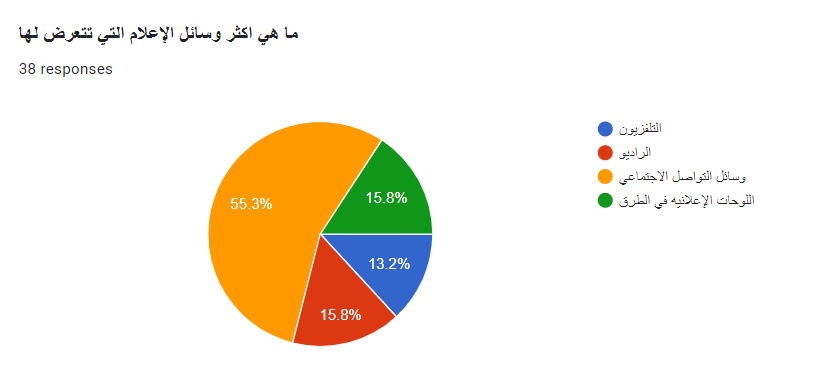 ما هي اكثر وسائل الإعلام التي تتعرض لها
38 responses
التلفزيون
الراديو
وسائل التواصل الاجتماعي
اللوحات الإعلانيه في الطرق
55.3%
15.8%
13.2%
15.8%